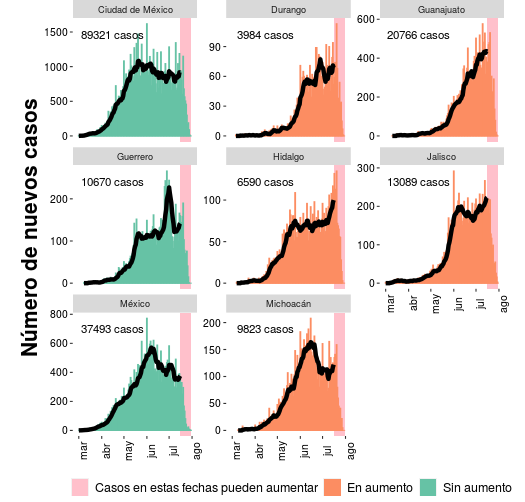 Número de nuevos casos
Ciudad de México
89321 casos
1500
1000
500
0
Durango
3984 casos
90
60
30
0
Guanajuato
20766 casos
600
400
200
0
Guerrero
10670 casos
200
100
0
Hidalgo
6590 casos
100
50
0
Jalisco
13089 casos
300
200
100
0
mar abr may jun jul ago
México
37493 casos
800
600
400
200
0
mar abr may jun jul ago
Michoacán
9823 casos
200
150
100
50
0
mar abr may jun jul ago
Casos en estas fechas pueden aumentar En aumento Sin aumento